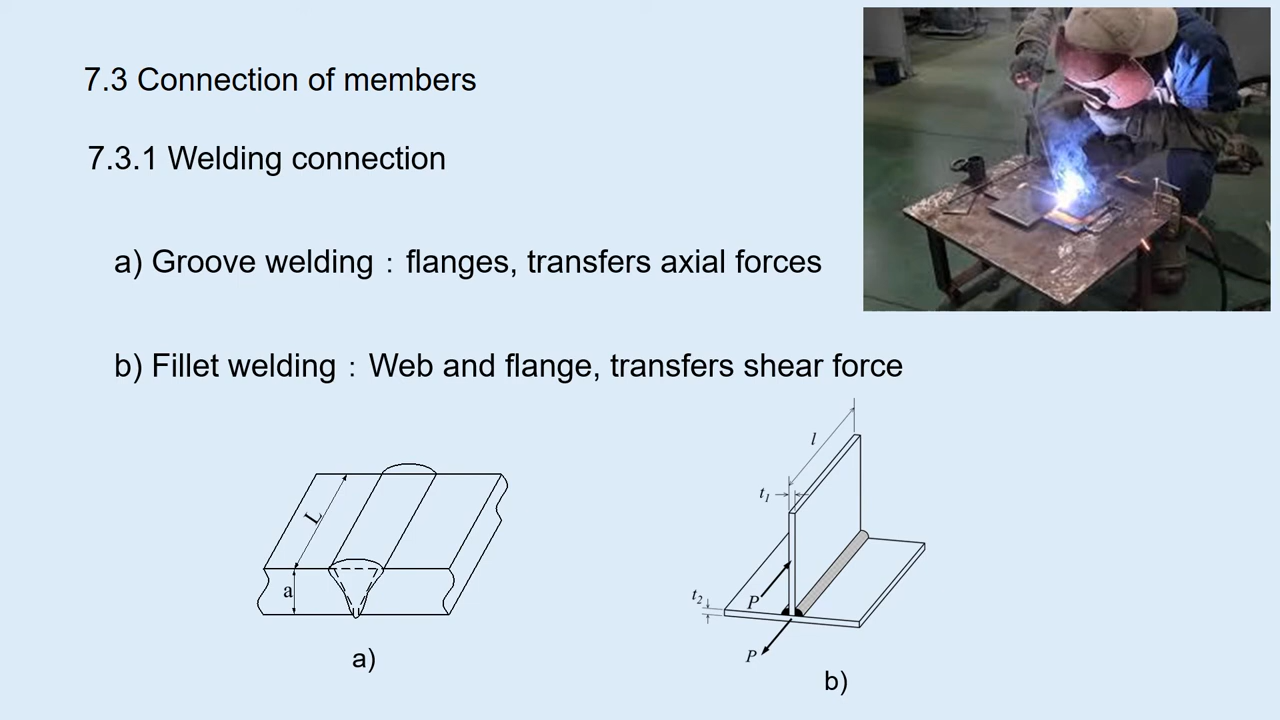 7.3 Connection of members
7.3.1 Welding connection
a) Groove welding：flanges, transfers axial forces
b) Fillet welding：Web and flange, transfers shear force
L
a
a)
l
t1
t2
P
P
b)